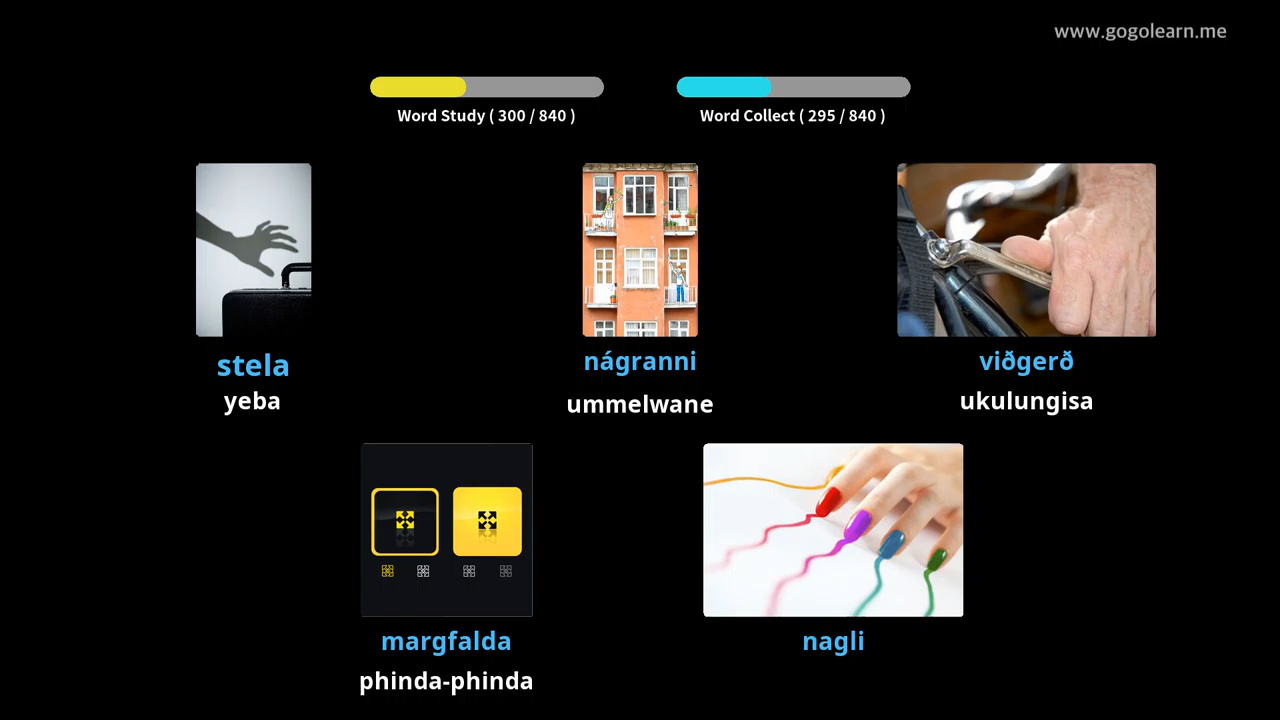 www.gogolearn.me
Word Study ( 300 / 840 )
Word Collect ( 295 / 840 )
stela
yeba
nágranni
ummelwane
viðgerð
ukulungisa
margfalda
phinda-phinda
nagli